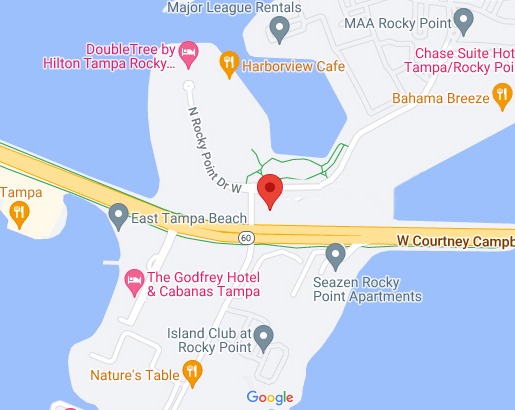 Major League Rentals
MAA Rocky Point
DoubleTree by
Hilton Tampa Rocky...
Harborview Cafe
Chase Suite Hot
Tampa/Rocky Poi
Bahama Breeze
N Rocky Point Dr W
Tampa
East Tampa Beach
60
W Courtney Campb
The Godfrey Hotel
& Cabanas Tampa
Seazen Rocky
Point Apartments
Island Club at
Rocky Point
Nature's Table
Google